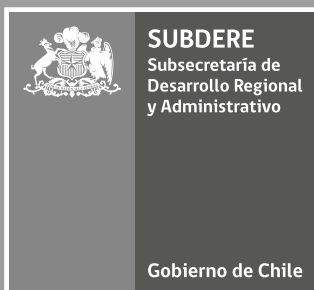 SUBDERE
Subsecretaría de
Desarrollo Regional
y Administrativo
Gobierno de Chile